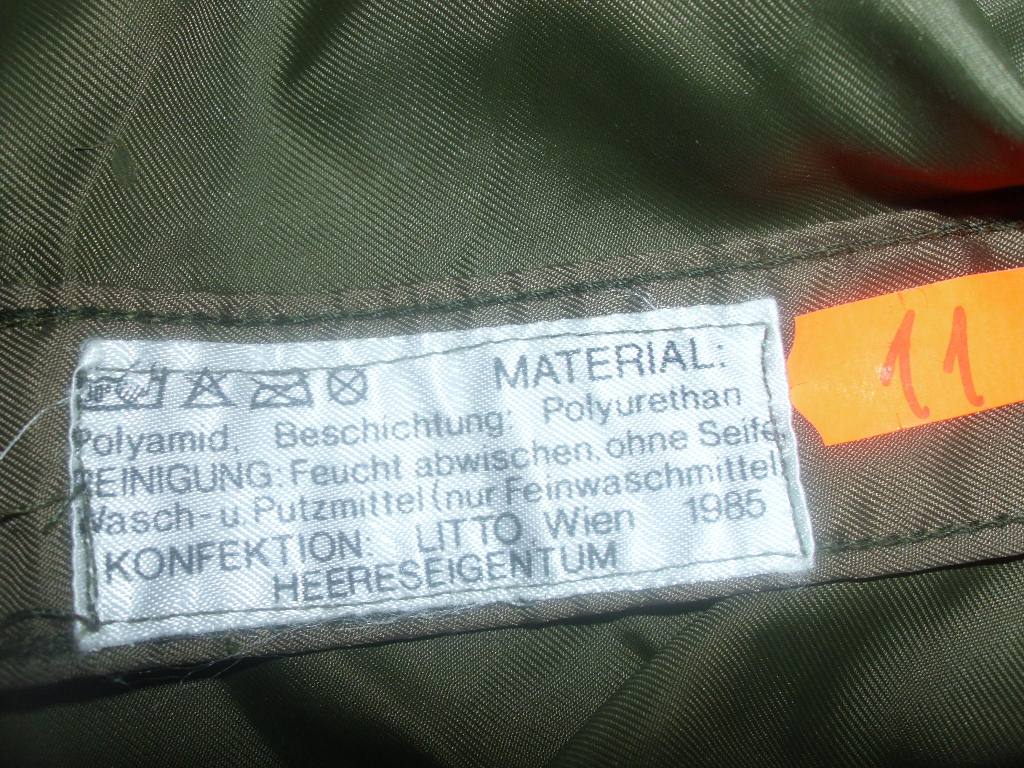 MATERIAL:
Polyamid, Beschichtung: Polyurethan
REINIGUNG: Feucht abwischen, ohne Seife,
Wasch- u. Putzmittel (nur Feinwaschmittel)
KONFEKTION: LITTO Wien 1985
HEERESEIGENTUM
11